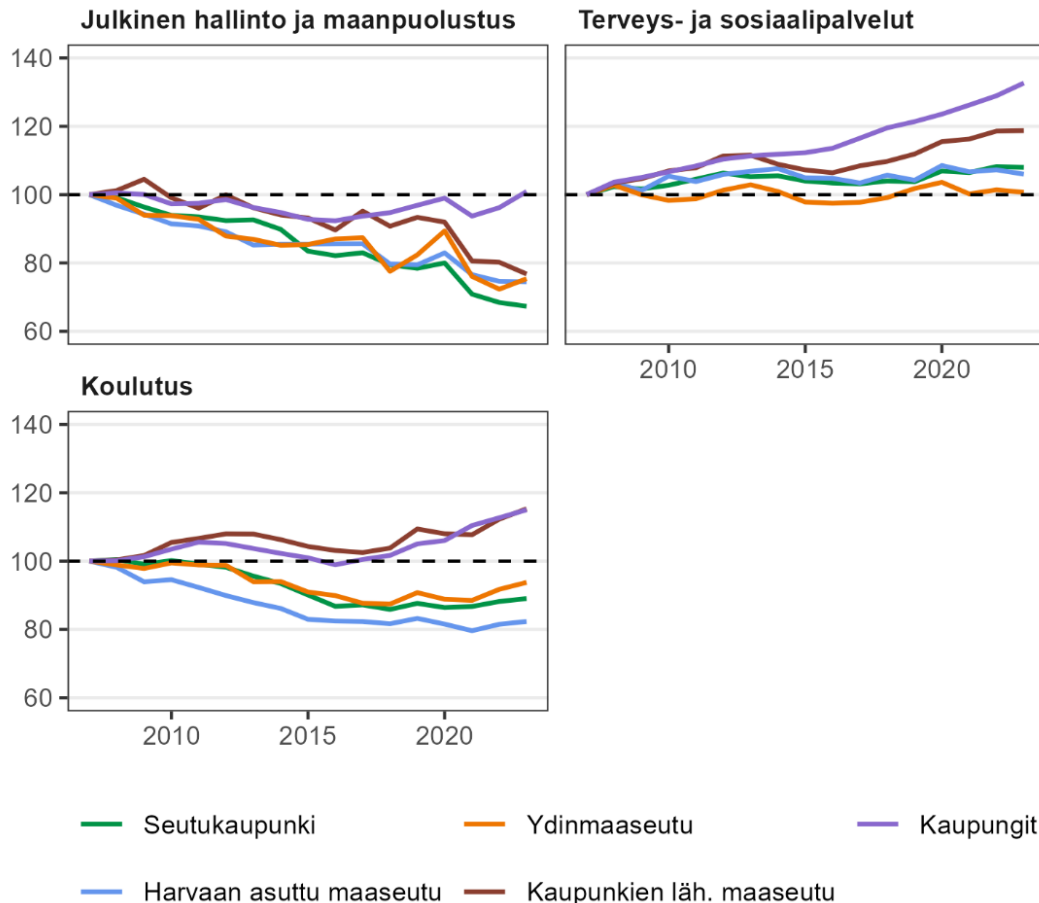 Julkinen hallinto ja maanpuolustus
Terveys- ja sosiaalipalvelut
140
120
100
80
60
2010 2015 2020
Koulutus
140
120
100
80
60
2010 2015 2020
Seutukaupunki Ydinmaaseutu Kaupungit
Harvaan asuttu maaseutu Kaupunkien läh. maaseutu